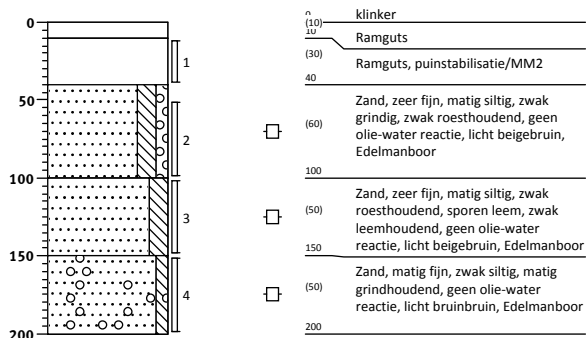 0
50
100
150
200
1
2
3
4
0
klinker
(10)
10
Ramguts
(30)
Ramguts, puinstabilisatie/MM2
40
Zand, zeer fijn, matig siltig, zwak
(60)
grindig, zwak roesthoudend, geen
olie-water reactie, licht beigebruin,
Edelmanboor
100
Zand, zeer fijn, matig siltig, zwak
(50)
roesthoudend, sporen leem, zwak
leemhoudend, geen olie-water
150
reactie, licht beigebruin, Edelmanboor
Zand, matig fijn, zwak siltig, matig
(50)
grindhoudend, geen olie-water
reactie, licht bruinbruin, Edelmanboor
200